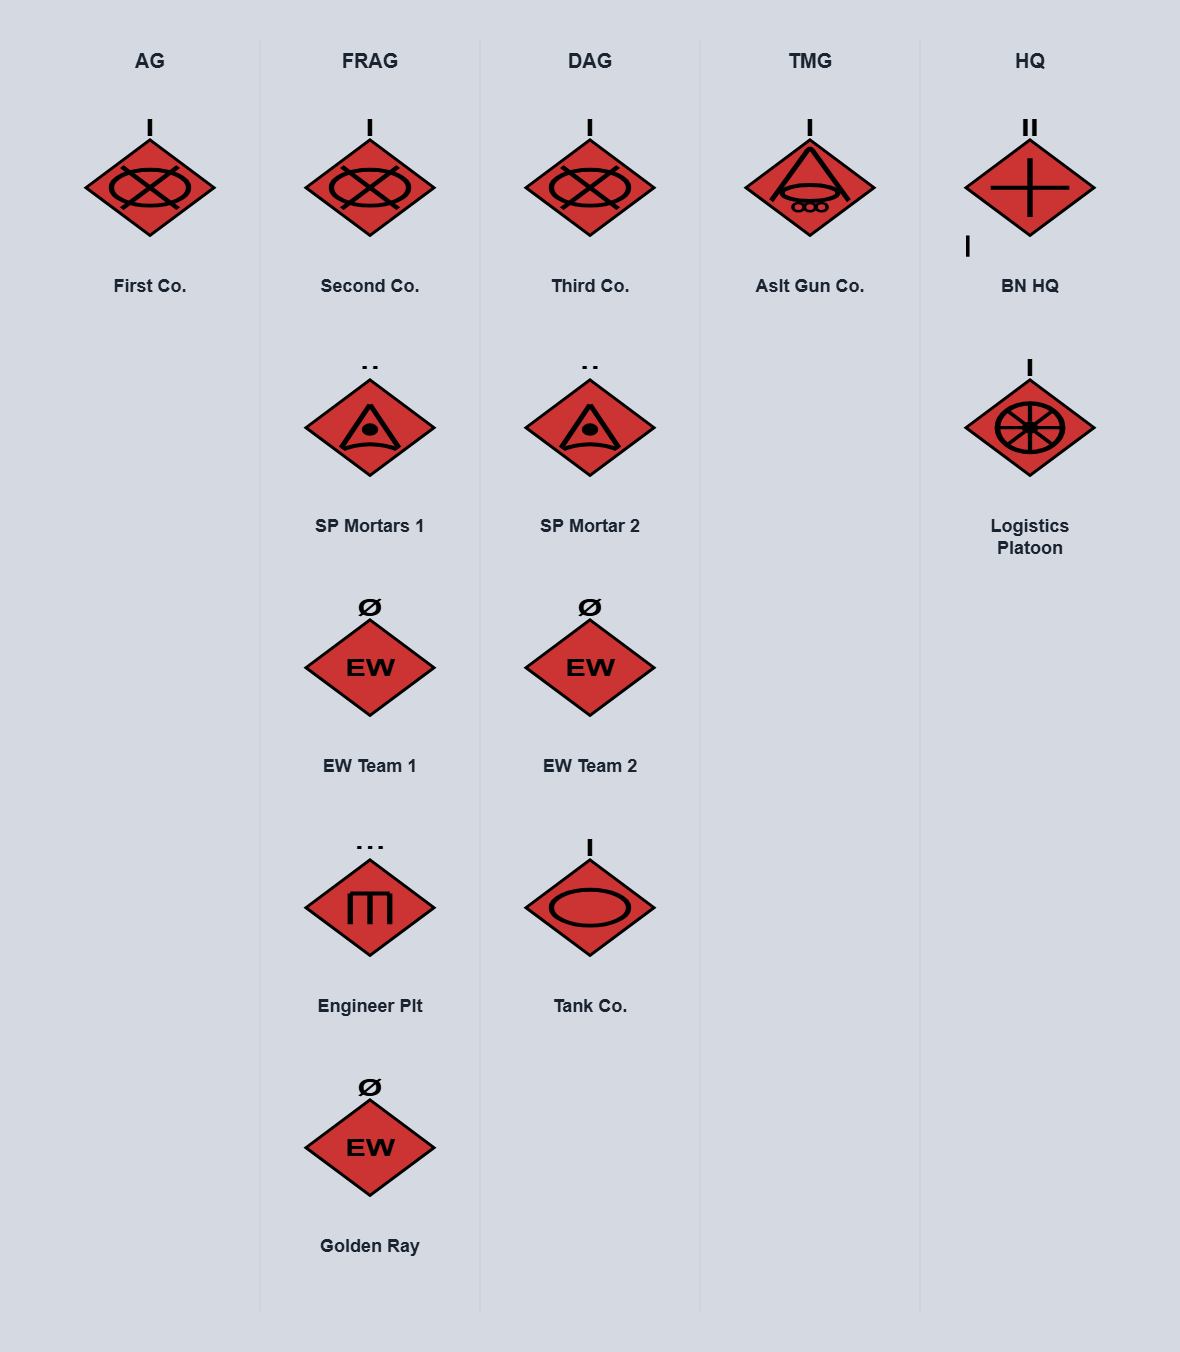 AG
FRAG
DAG
TMG
HQ
First Co.
Second Co.
Third Co.
Aslt Gun Co.
BN HQ
SP Mortars 1
SP Mortar 2
Logistics
Platoon
Ø
EW
EW Team 1
Ø
EW
EW Team 2
Engineer Plt
Tank Co.
Ø
EW
Golden Ray